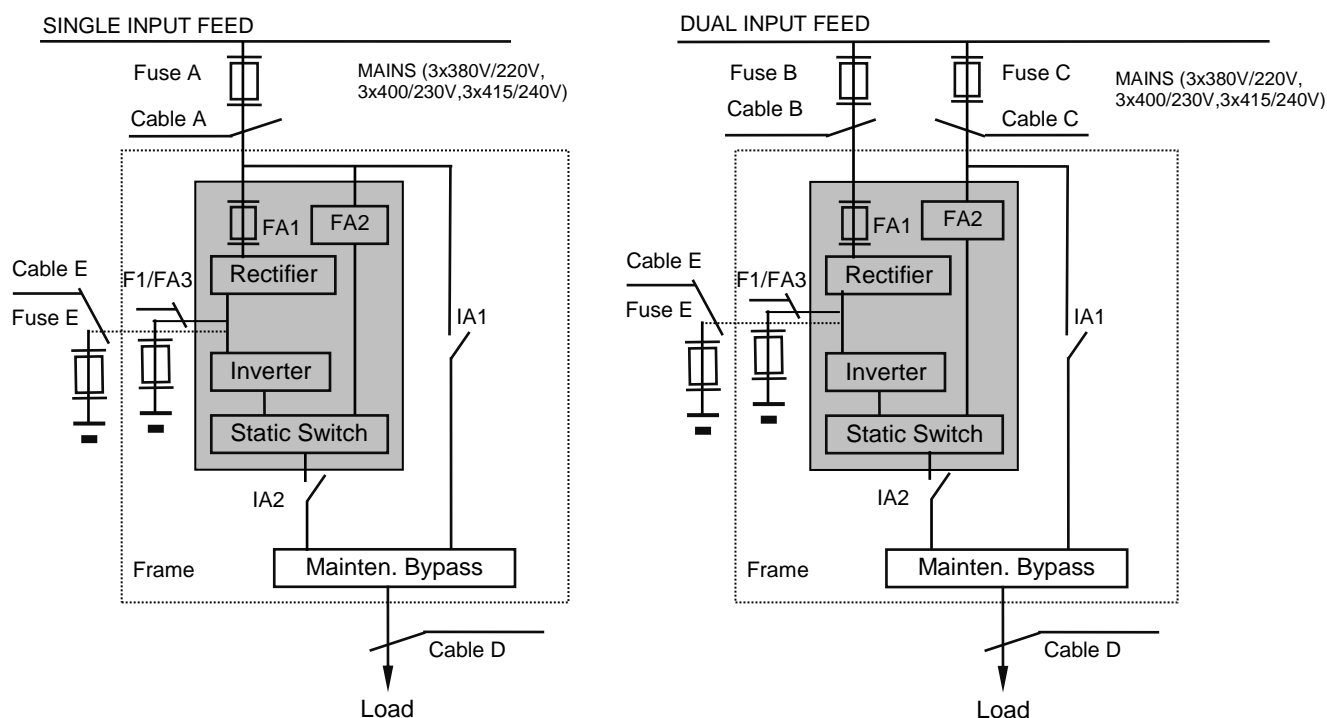 SINGLE INPUT FEED
Fuse A
MAINS (3x380V/220V,
3x400/230V,3x415/240V)
Cable A
FA1
FA2
Rectifier
Cable E
F1/FA3
Fuse E
IA1
Inverter
Static Switch
IA2
Mainten. Bypass
Frame
Cable D
Load
DUAL INPUT FEED
Fuse B
Fuse C
MAINS (3x380V/220V,
3x400/230V,3x415/240V)
Cable B
Cable C
FA1
FA2
Rectifier
Cable E
F1/FA3
Fuse E
IA1
Inverter
Static Switch
IA2
Mainten. Bypass
Frame
Cable D
Load